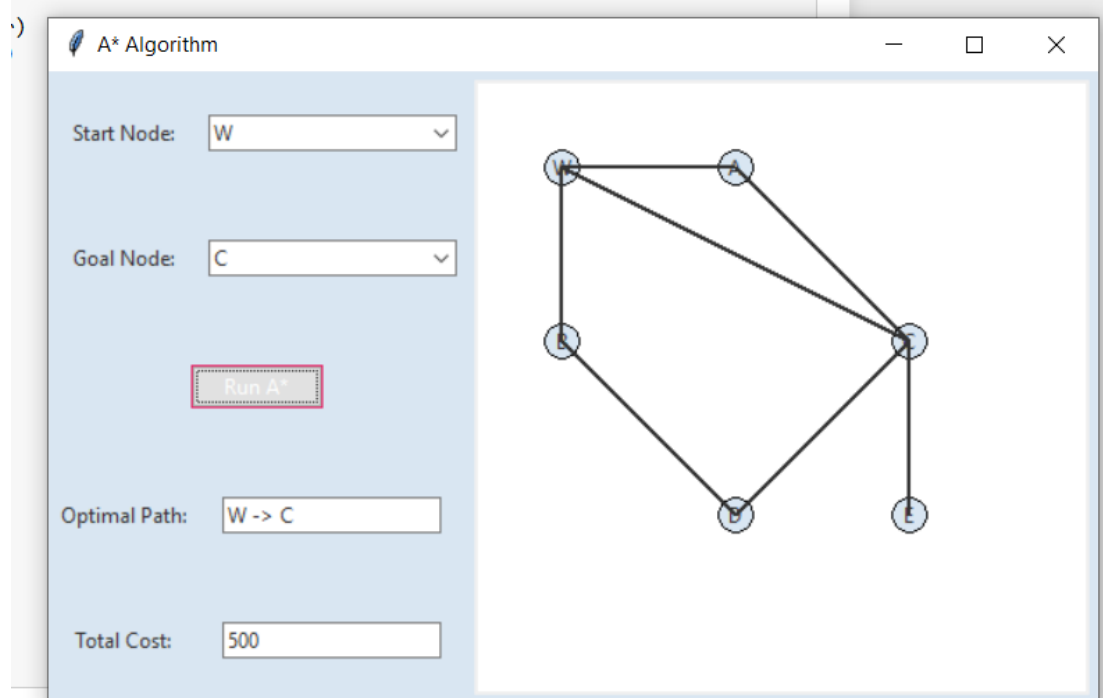 )
A* Algorithm
Start Node: W
Goal Node: C
Run A*
Optimal Path: W -> C
Total Cost: 500
W A
B C
D E